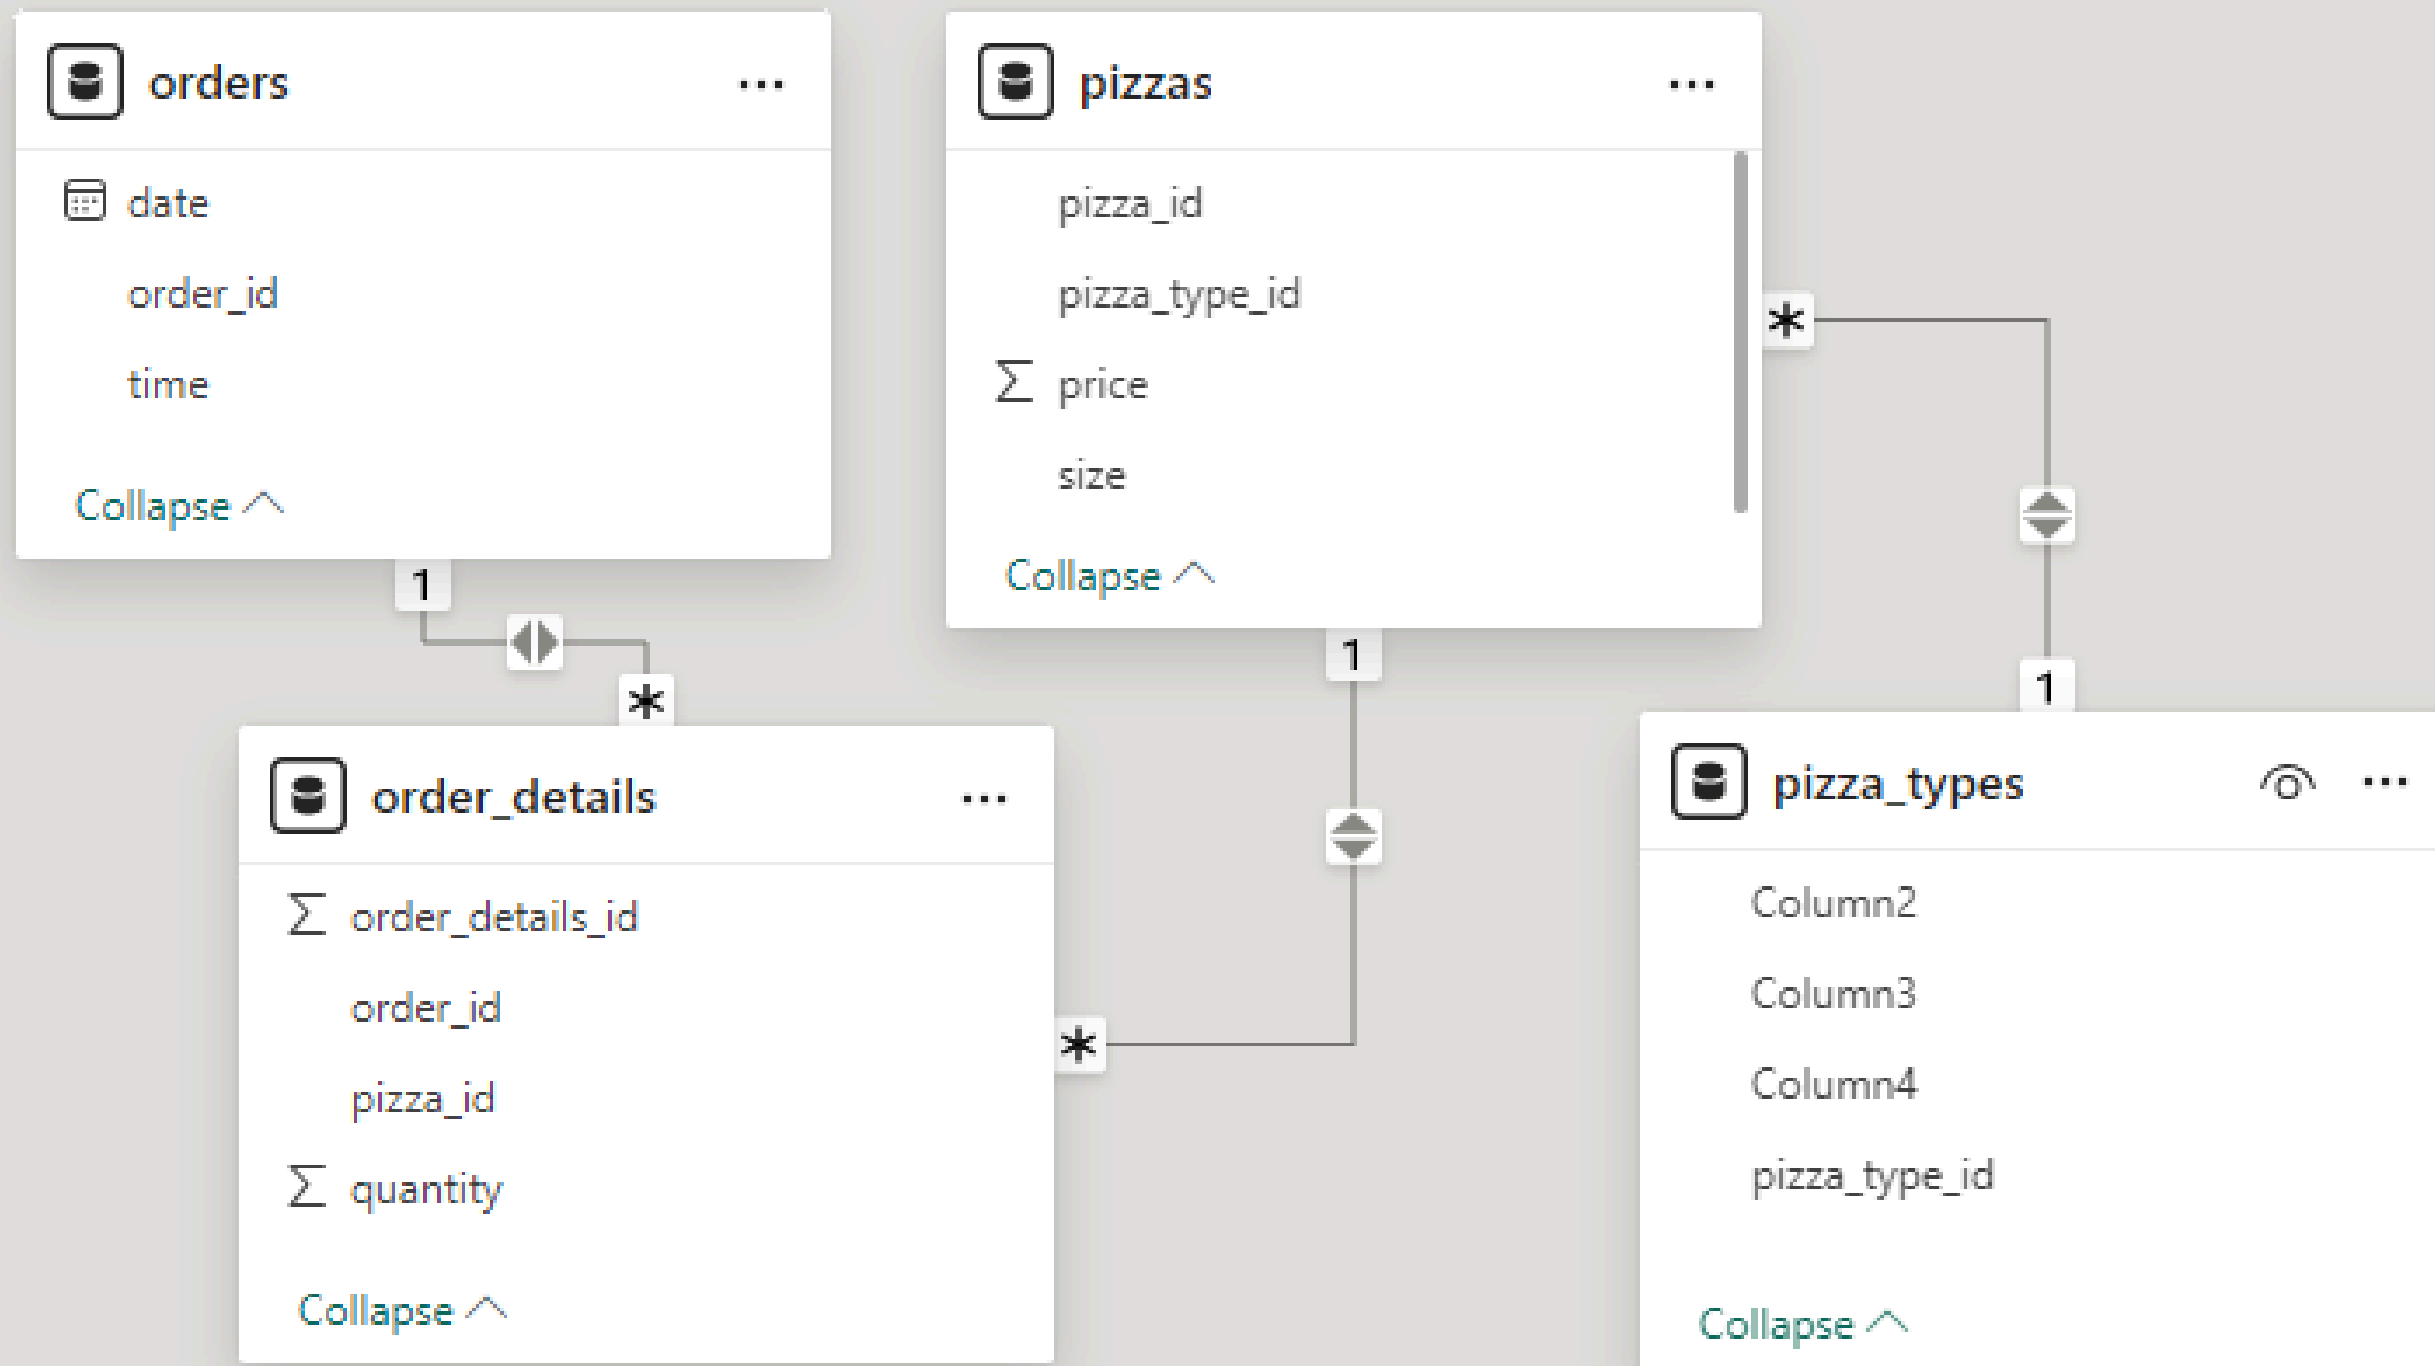 orders
date
order_id
time
Collapse
1
*
pizzas
pizza_id
pizza_type_id
Σ price
size
Collapse
*
1
1
*
order_details
Σ order_details_id
order_id
pizza_id
Σ quantity
Collapse
pizza_types
Column2
Column3
Column4
pizza_type_id
Collapse